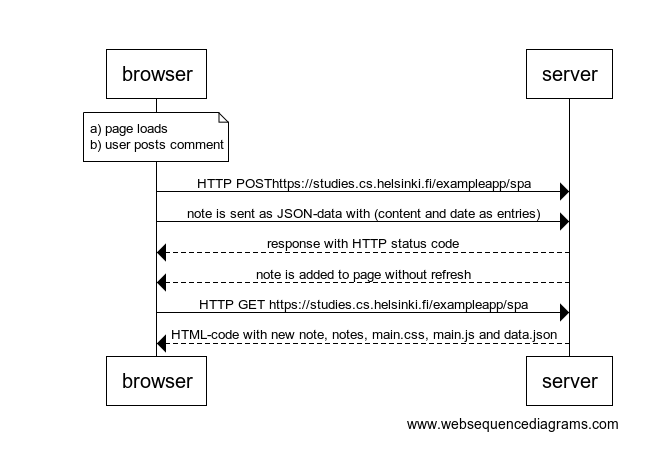 browser server
a) page loads
b) user posts comment
HTTP POSThttps://studies.cs.helsinki.fi/exampleapp/spa
note is sent as JSON-data with (content and date as entries)
response with HTTP status code
note is added to page without refresh
HTTP GET https://studies.cs.helsinki.fi/exampleapp/spa
HTML-code with new note, notes, main.css, main.js and data.json
browser server
www.websequencediagrams.com